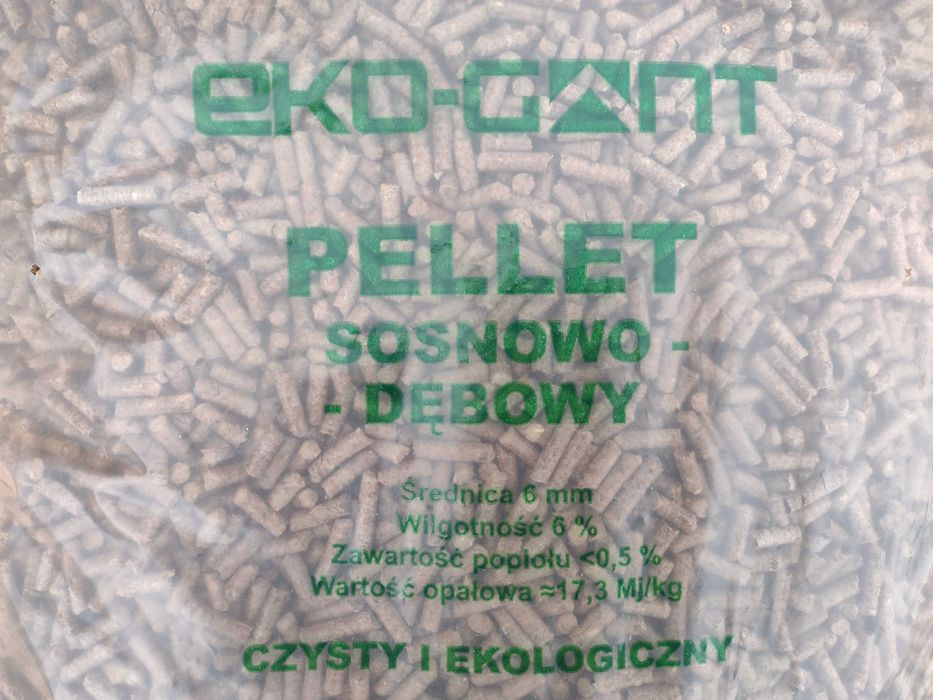 eKO-GANT
PELLET
SOSNOWO -
- DĘBOWY
Średnica 6 mm
Wilgotność 6 %
Zawartość popiołu <0,5 %
Wartość opałowa ≈17,3 Mj/kg
CZYSTY I EKOLOGICZNY